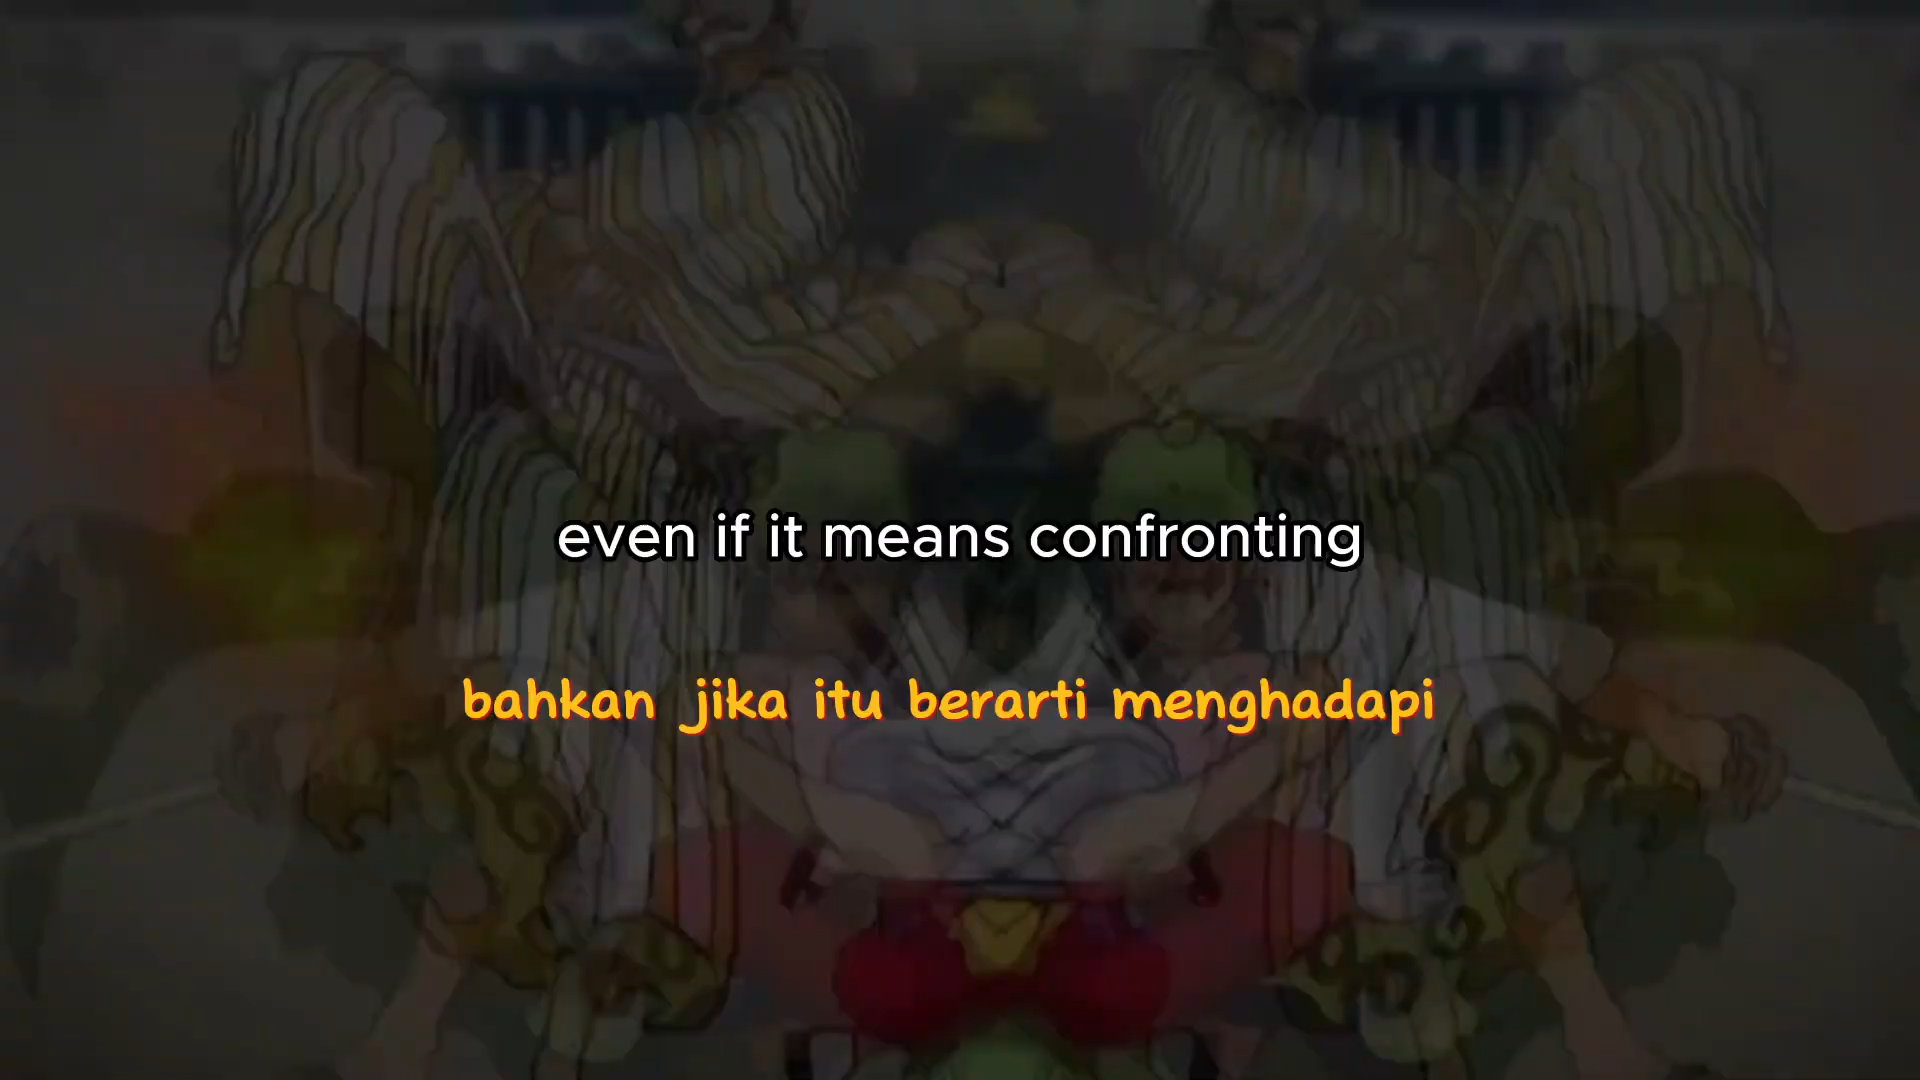 even if it means confronting
bahkan jika itu berarti menghadapi